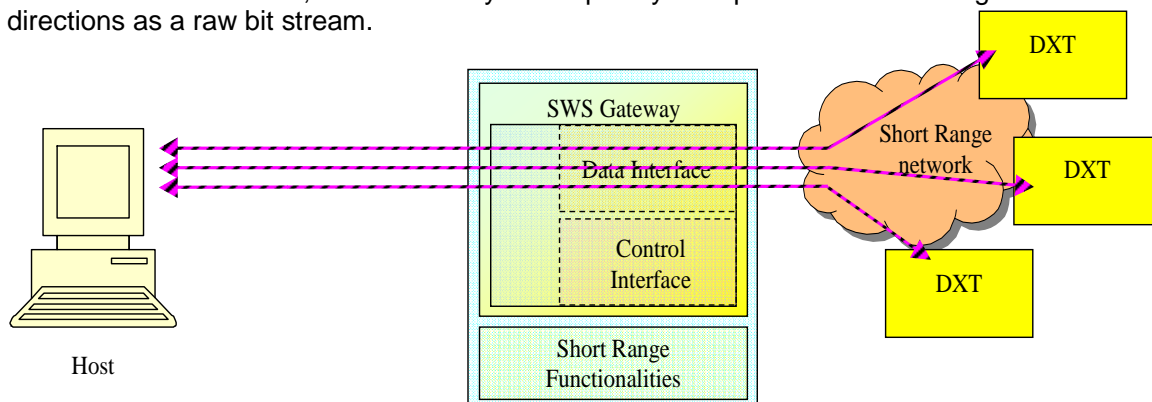 directions as a raw bit stream.
DXT
SWS Gateway
Short Range
network
Data Interface
DXT
Control
Interface
DXT
Host
Short Range
Functionalities